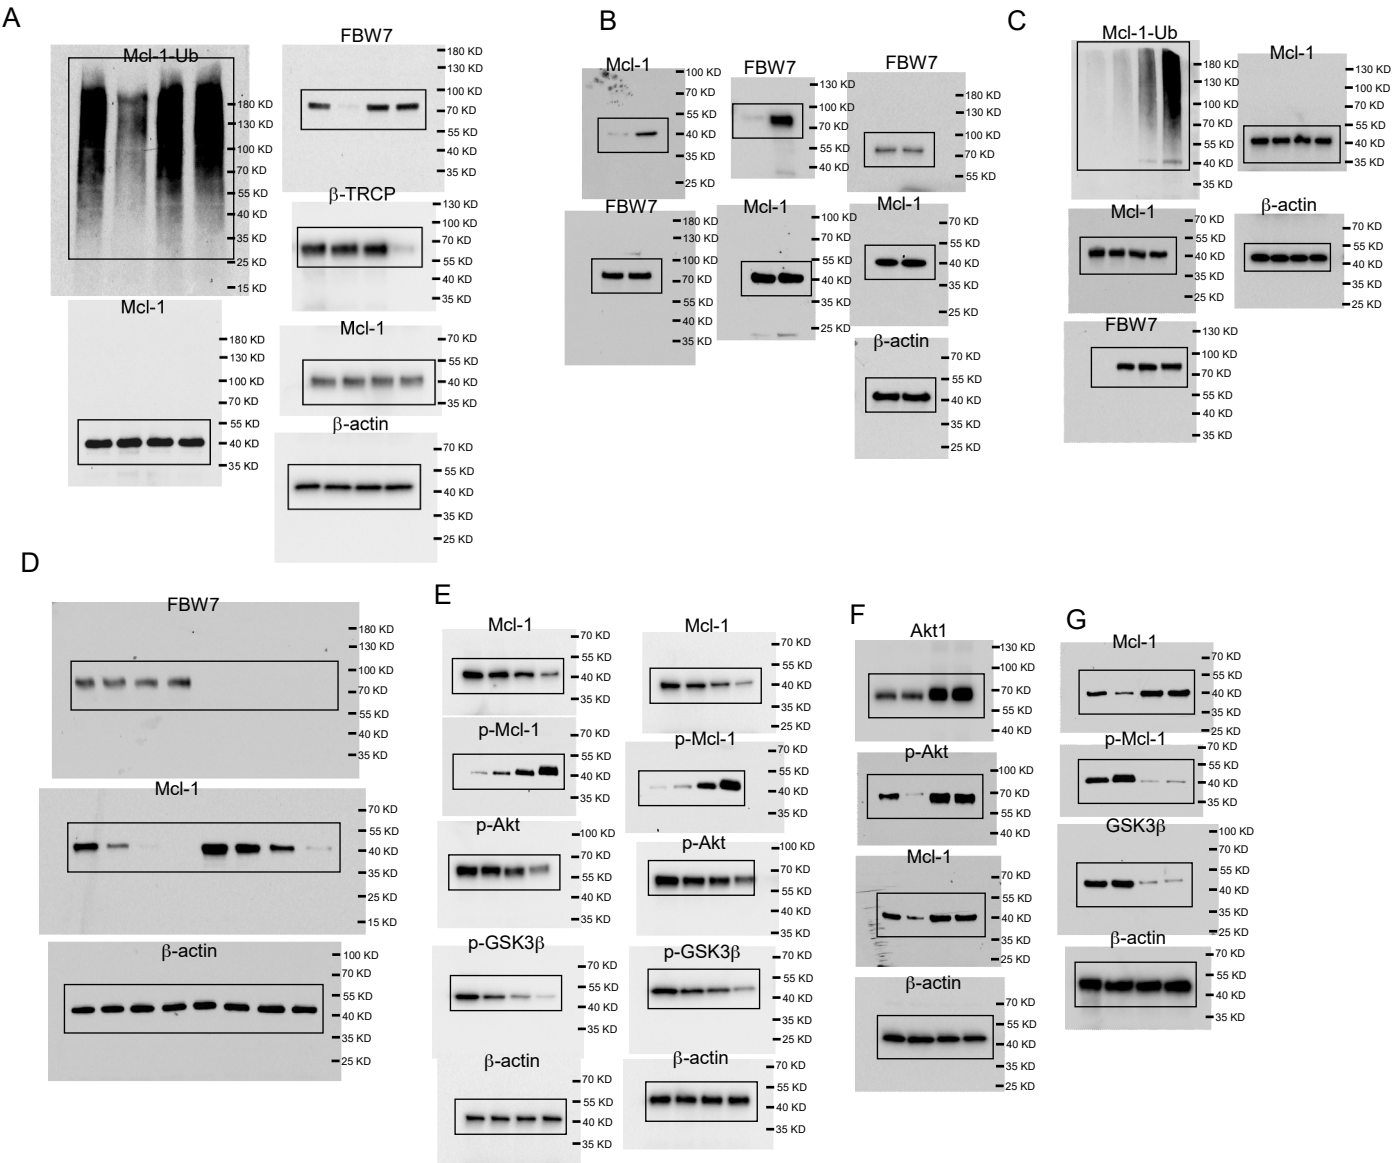 A
Mcl-1-Ub
180 KD
130 KD
100 KD
70 KD
55 KD
40 KD
35 KD
25 KD
15 KD
FBW7
180 KD
130 KD
100 KD
70 KD
55 KD
40 KD
35 KD
β-TRCP
130 KD
100 KD
70 KD
55 KD
40 KD
35 KD
Mcl-1
180 KD
130 KD
100 KD
70 KD
55 KD
40 KD
35 KD
Mcl-1
70 KD
55 KD
40 KD
35 KD
β-actin
70 KD
55 KD
40 KD
35 KD
25 KD
B
Mcl-1
100 KD
70 KD
55 KD
40 KD
35 KD
25 KD
FBW7
130 KD
100 KD
70 KD
55 KD
40 KD
FBW7
180 KD
130 KD
100 KD
70 KD
55 KD
FBW7
180 KD
130 KD
100 KD
70 KD
55 KD
40 KD
35 KD
Mcl-1
100 KD
70 KD
55 KD
40 KD
35 KD
25 KD
Mcl-1
70 KD
55 KD
40 KD
35 KD
25 KD
β-actin
70 KD
55 KD
40 KD
35 KD
25 KD
C
Mcl-1-Ub
180 KD
130 KD
100 KD
70 KD
55 KD
40 KD
35 KD
Mcl-1
130 KD
100 KD
70 KD
55 KD
40 KD
35 KD
Mcl-1
70 KD
55 KD
40 KD
35 KD
25 KD
β-actin
70 KD
55 KD
40 KD
35 KD
25 KD
FBW7
130 KD
100 KD
70 KD
55 KD
40 KD
35 KD
D
FBW7
180 KD
130 KD
100 KD
70 KD
55 KD
40 KD
35 KD
Mcl-1
70 KD
55 KD
40 KD
35 KD
25 KD
15 KD
β-actin
100 KD
70 KD
55 KD
40 KD
35 KD
25 KD
E
Mcl-1
70 KD
55 KD
40 KD
35 KD
Mcl-1
70 KD
55 KD
40 KD
35 KD
25 KD
p-Mcl-1
70 KD
55 KD
40 KD
35 KD
p-Mcl-1
70 KD
55 KD
40 KD
35 KD
p-Akt
100 KD
70 KD
55 KD
40 KD
35 KD
p-Akt
100 KD
70 KD
55 KD
40 KD
35 KD
p-GSK3β
70 KD
55 KD
40 KD
35 KD
p-GSK3β
70 KD
55 KD
40 KD
35 KD
25 KD
β-actin
70 KD
55 KD
40 KD
35 KD
β-actin
70 KD
55 KD
40 KD
35 KD
F
Akt1
130 KD
100 KD
70 KD
55 KD
40 KD
p-Akt
100 KD
70 KD
55 KD
40 KD
Mcl-1
70 KD
55 KD
40 KD
35 KD
25 KD
β-actin
70 KD
55 KD
40 KD
35 KD
25 KD
G
Mcl-1
70 KD
55 KD
40 KD
35 KD
25 KD
p-Mcl-1
70 KD
55 KD
40 KD
35 KD
GSK3β
100 KD
70 KD
55 KD
40 KD
35 KD
25 KD
β-actin
70 KD
55 KD
40 KD
35 KD